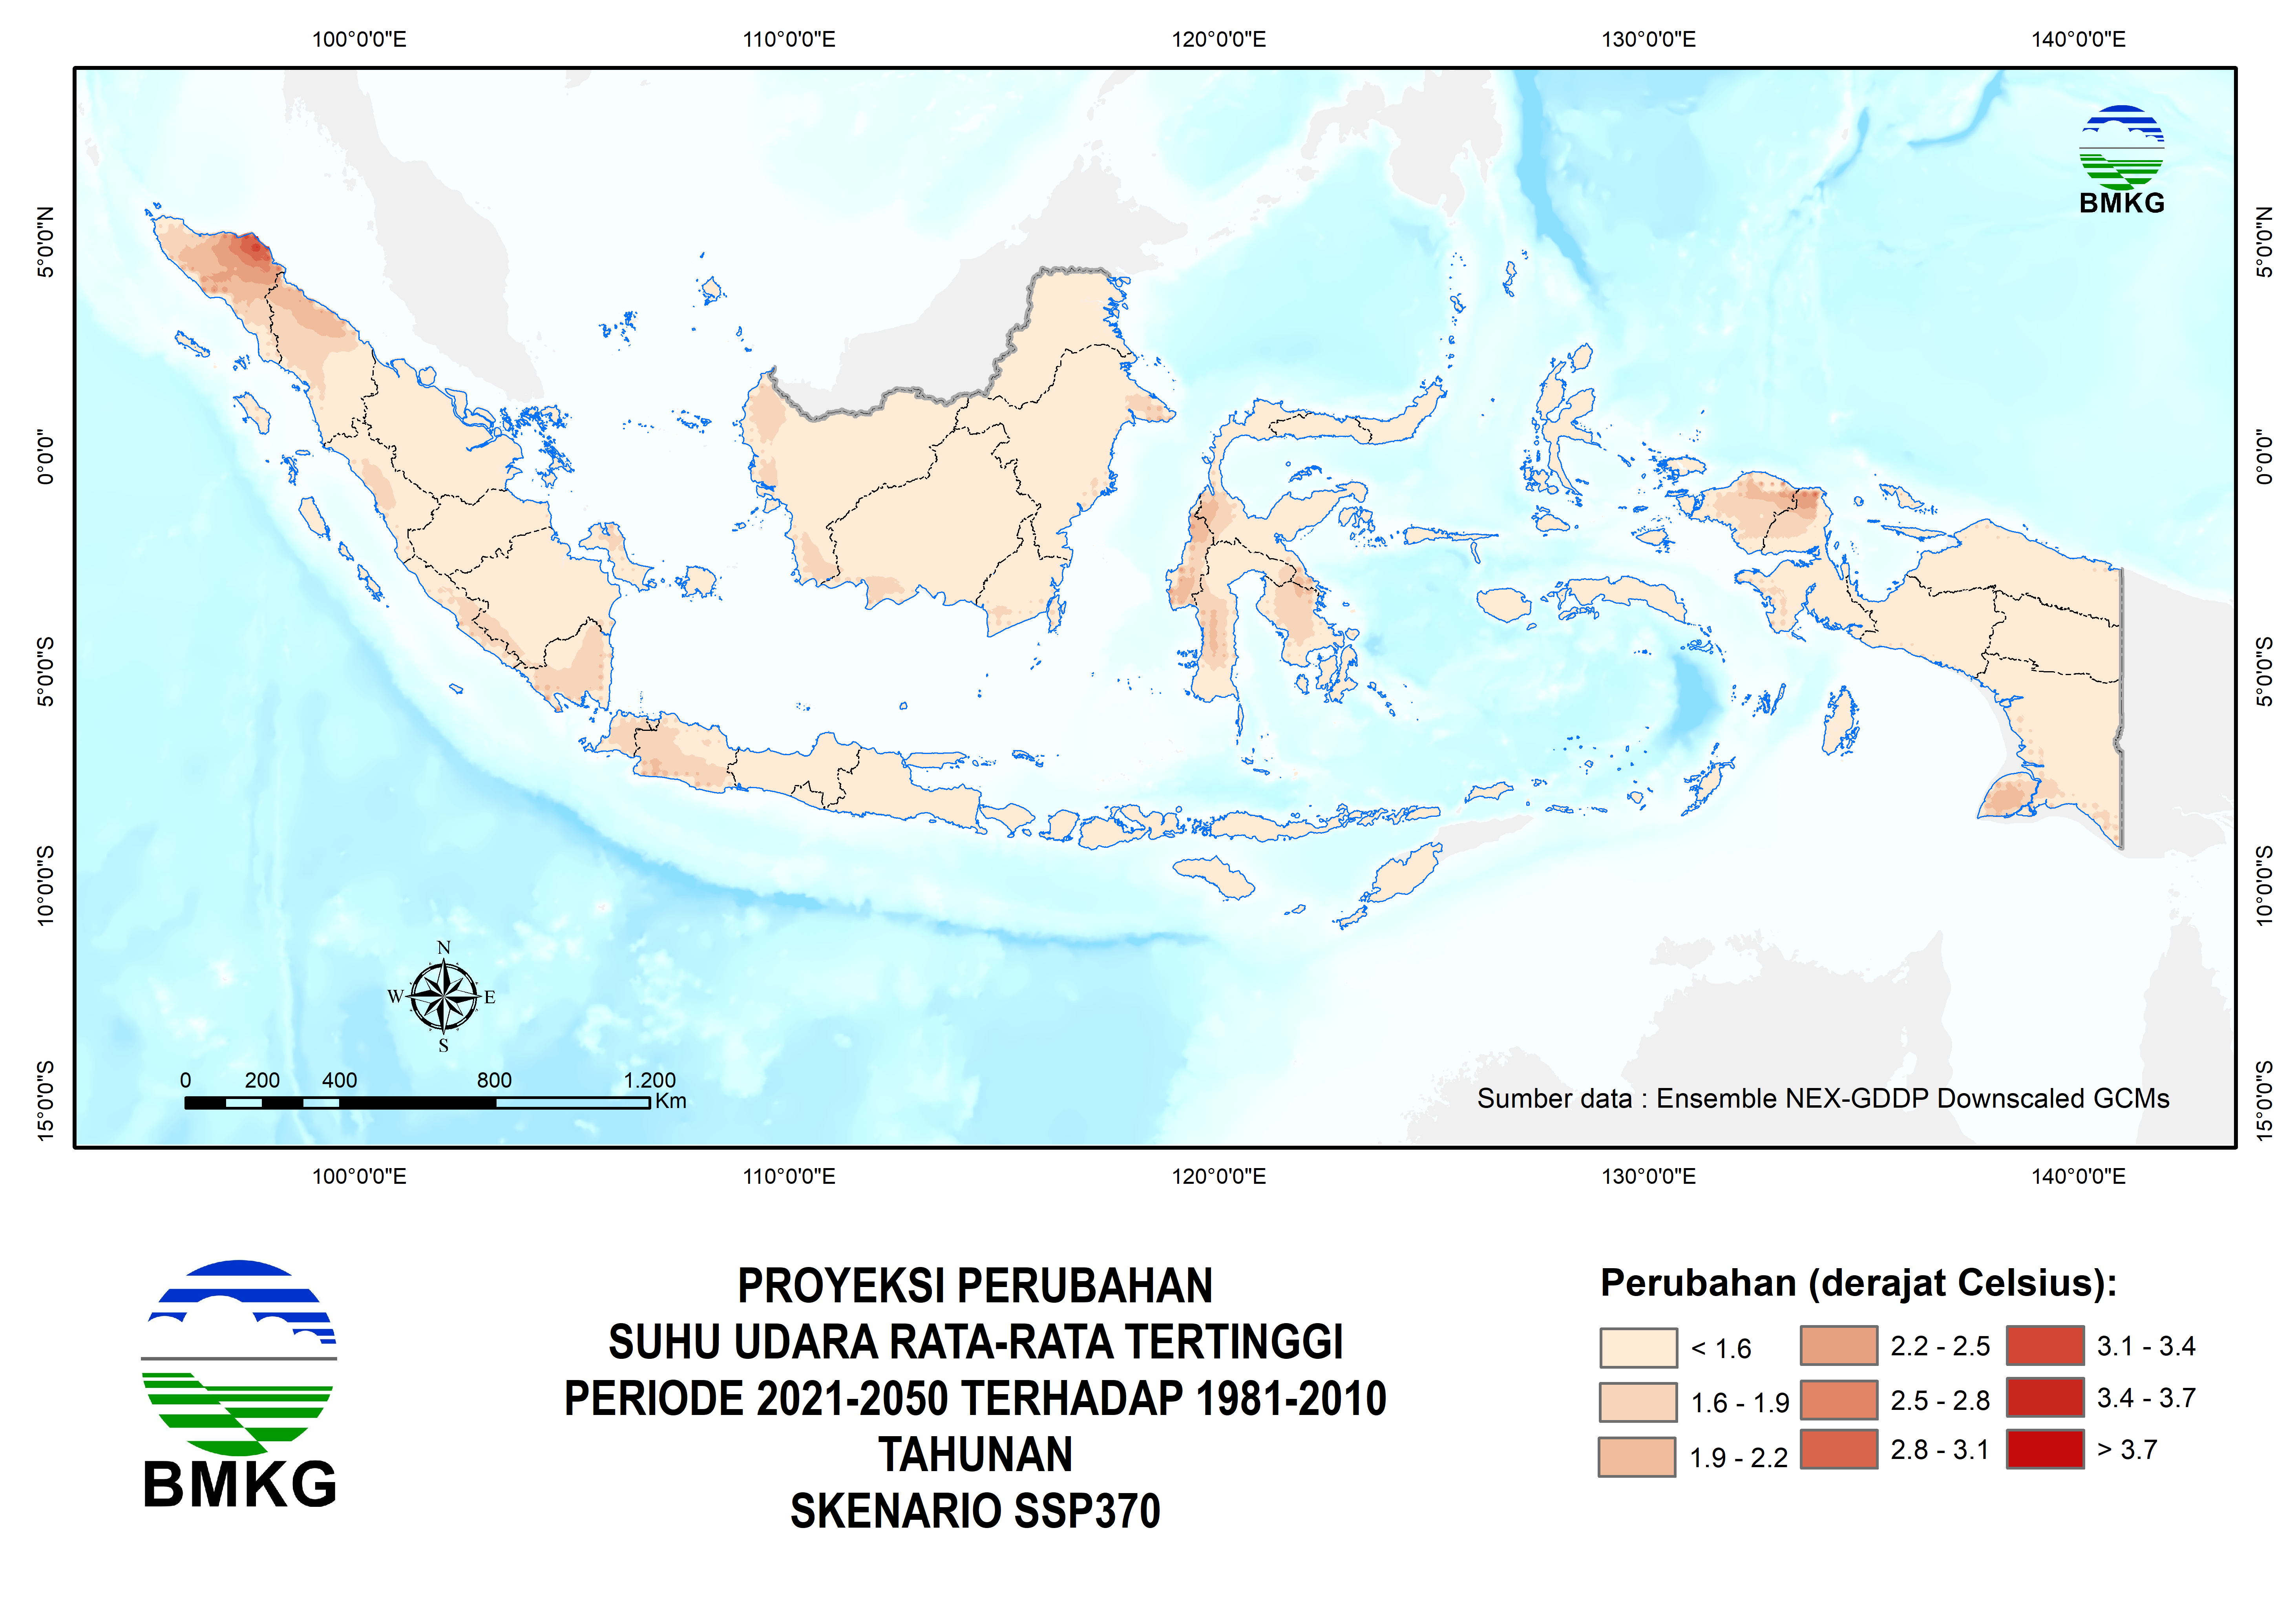 100°0'0"E 110°0'0"E 120°0'0"E 130°0'0"E 140°0'0"E
BMKG
5°0'0"N 5°0'0"N
0°0'0" 0°0'0"
5°0'0"S 5°0'0"S
10°0'0"S 10°0'0"S
15°0'0"S 15°0'0"S
N
W E
S
0 200 400 800 1.200
Km
Sumber data : Ensemble NEX-GDDP Downscaled GCMs
100°0'0"E 110°0'0"E 120°0'0"E 130°0'0"E 140°0'0"E
BMKG
PROYEKSI PERUBAHAN
SUHU UDARA RATA-RATA TERTINGGI
PERIODE 2021-2050 TERHADAP 1981-2010
TAHUNAN
SKENARIO SSP370
Perubahan (derajat Celsius):
< 1.6
1.6 - 1.9
1.9 - 2.2
2.2 - 2.5
2.5 - 2.8
2.8 - 3.1
3.1 - 3.4
3.4 - 3.7
> 3.7